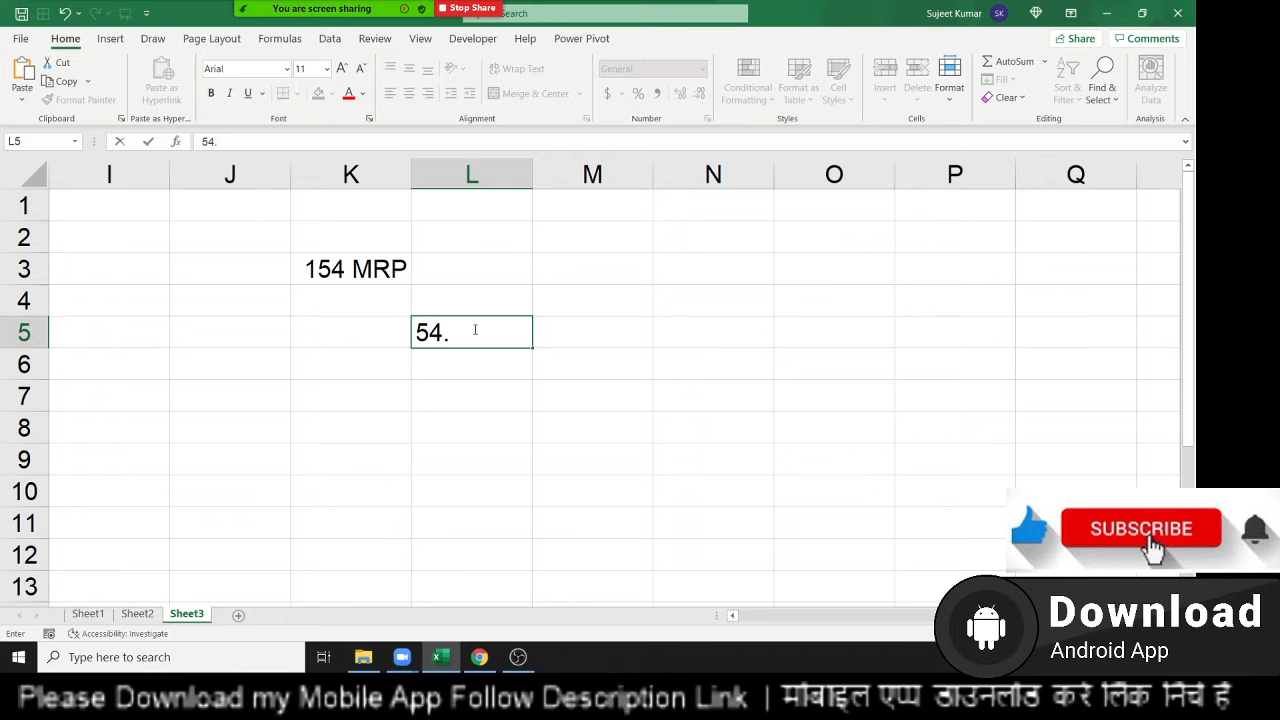 You are screen sharing
Stop Share
Search
Sujeet Kumar
SK
File Home Insert Draw Page Layout Formulas Data Review View Developer Help Power Pivot
Share
Comments
Paste
Cut
Copy
Format Painter
Clipboard
Paste as Hyperlink
Paste as Hyper...
Arial
11
B I U
Font
Wrap Text
Merge & Center
Alignment
General
$ % ,
Number
Conditional Formatting
Format as Table
Cell Styles
Styles
Insert
Delete
Format
Cells
AutoSum
Fill
Clear
Sort & Filter
Find & Select
Editing
Analyze Data
Analysis
L5
fx
54.
I J K L M N O P Q
1
2
3 154 MRP
4
5 54.
6
7
8
9
10
11
12
13
SUBSCRIBE
Download
Android App
Sheet1 Sheet2 Sheet3
Enter
Accessibility: Investigate
Type here to search
Please Download my Mobile App Follow Description Link | मोबाइल एप्प डाउनलोड करे लिंक निचे हैं